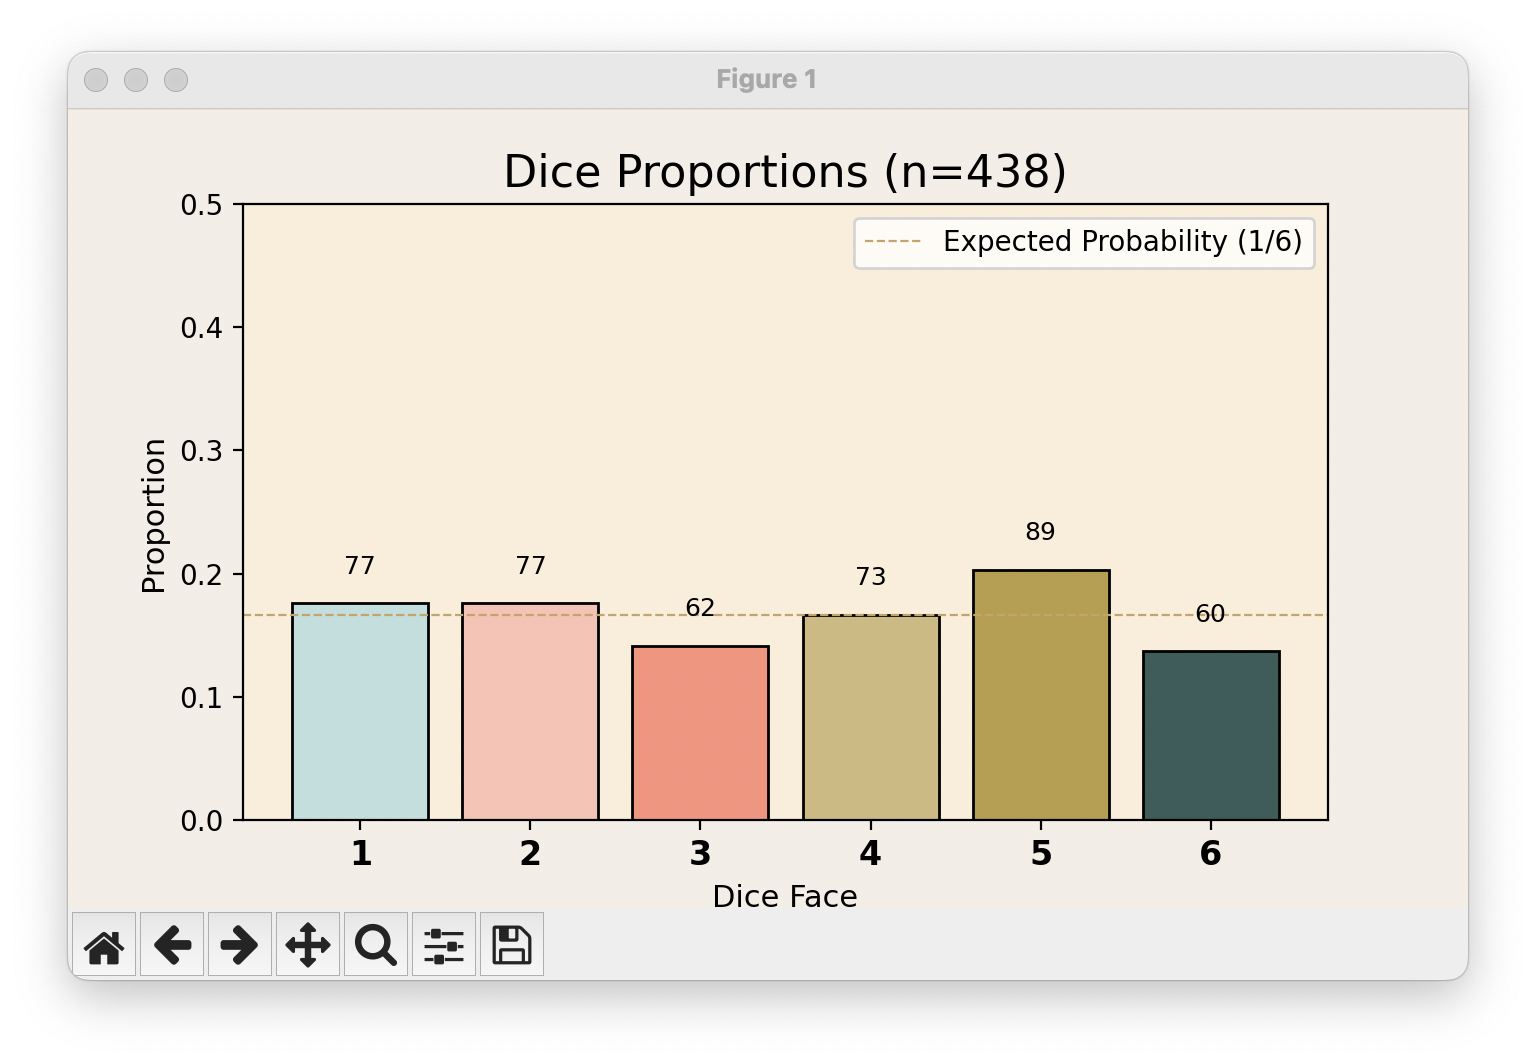 Figure 1
Dice Proportions (n=438)
Expected Probability (1/6)
0.5
0.4
0.3
0.2
0.1
0.0
Proportion
77
77
62
73
89
60
1 2 3 4 5 6
Dice Face